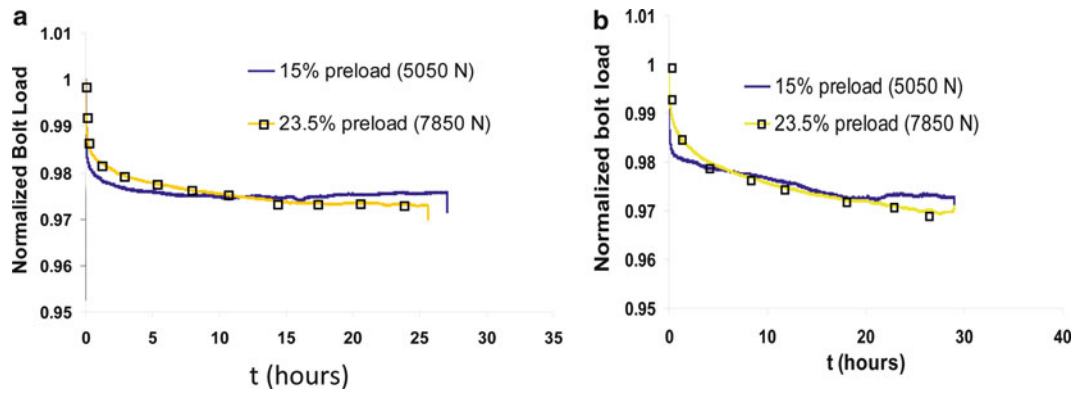 a
1.01
1
0.99
0.98
0.97
0.96
0.95
Normalized Bolt Load
15% preload (5050 N)
23.5% preload (7850 N)
0 5 10 15 20 25 30 35
t (hours)
b
1.01
1
0.99
0.98
0.97
0.96
0.95
Normalized bolt load
15% preload (5050 N)
23.5% preload (7850 N)
0 10 20 30 40
t (hours)